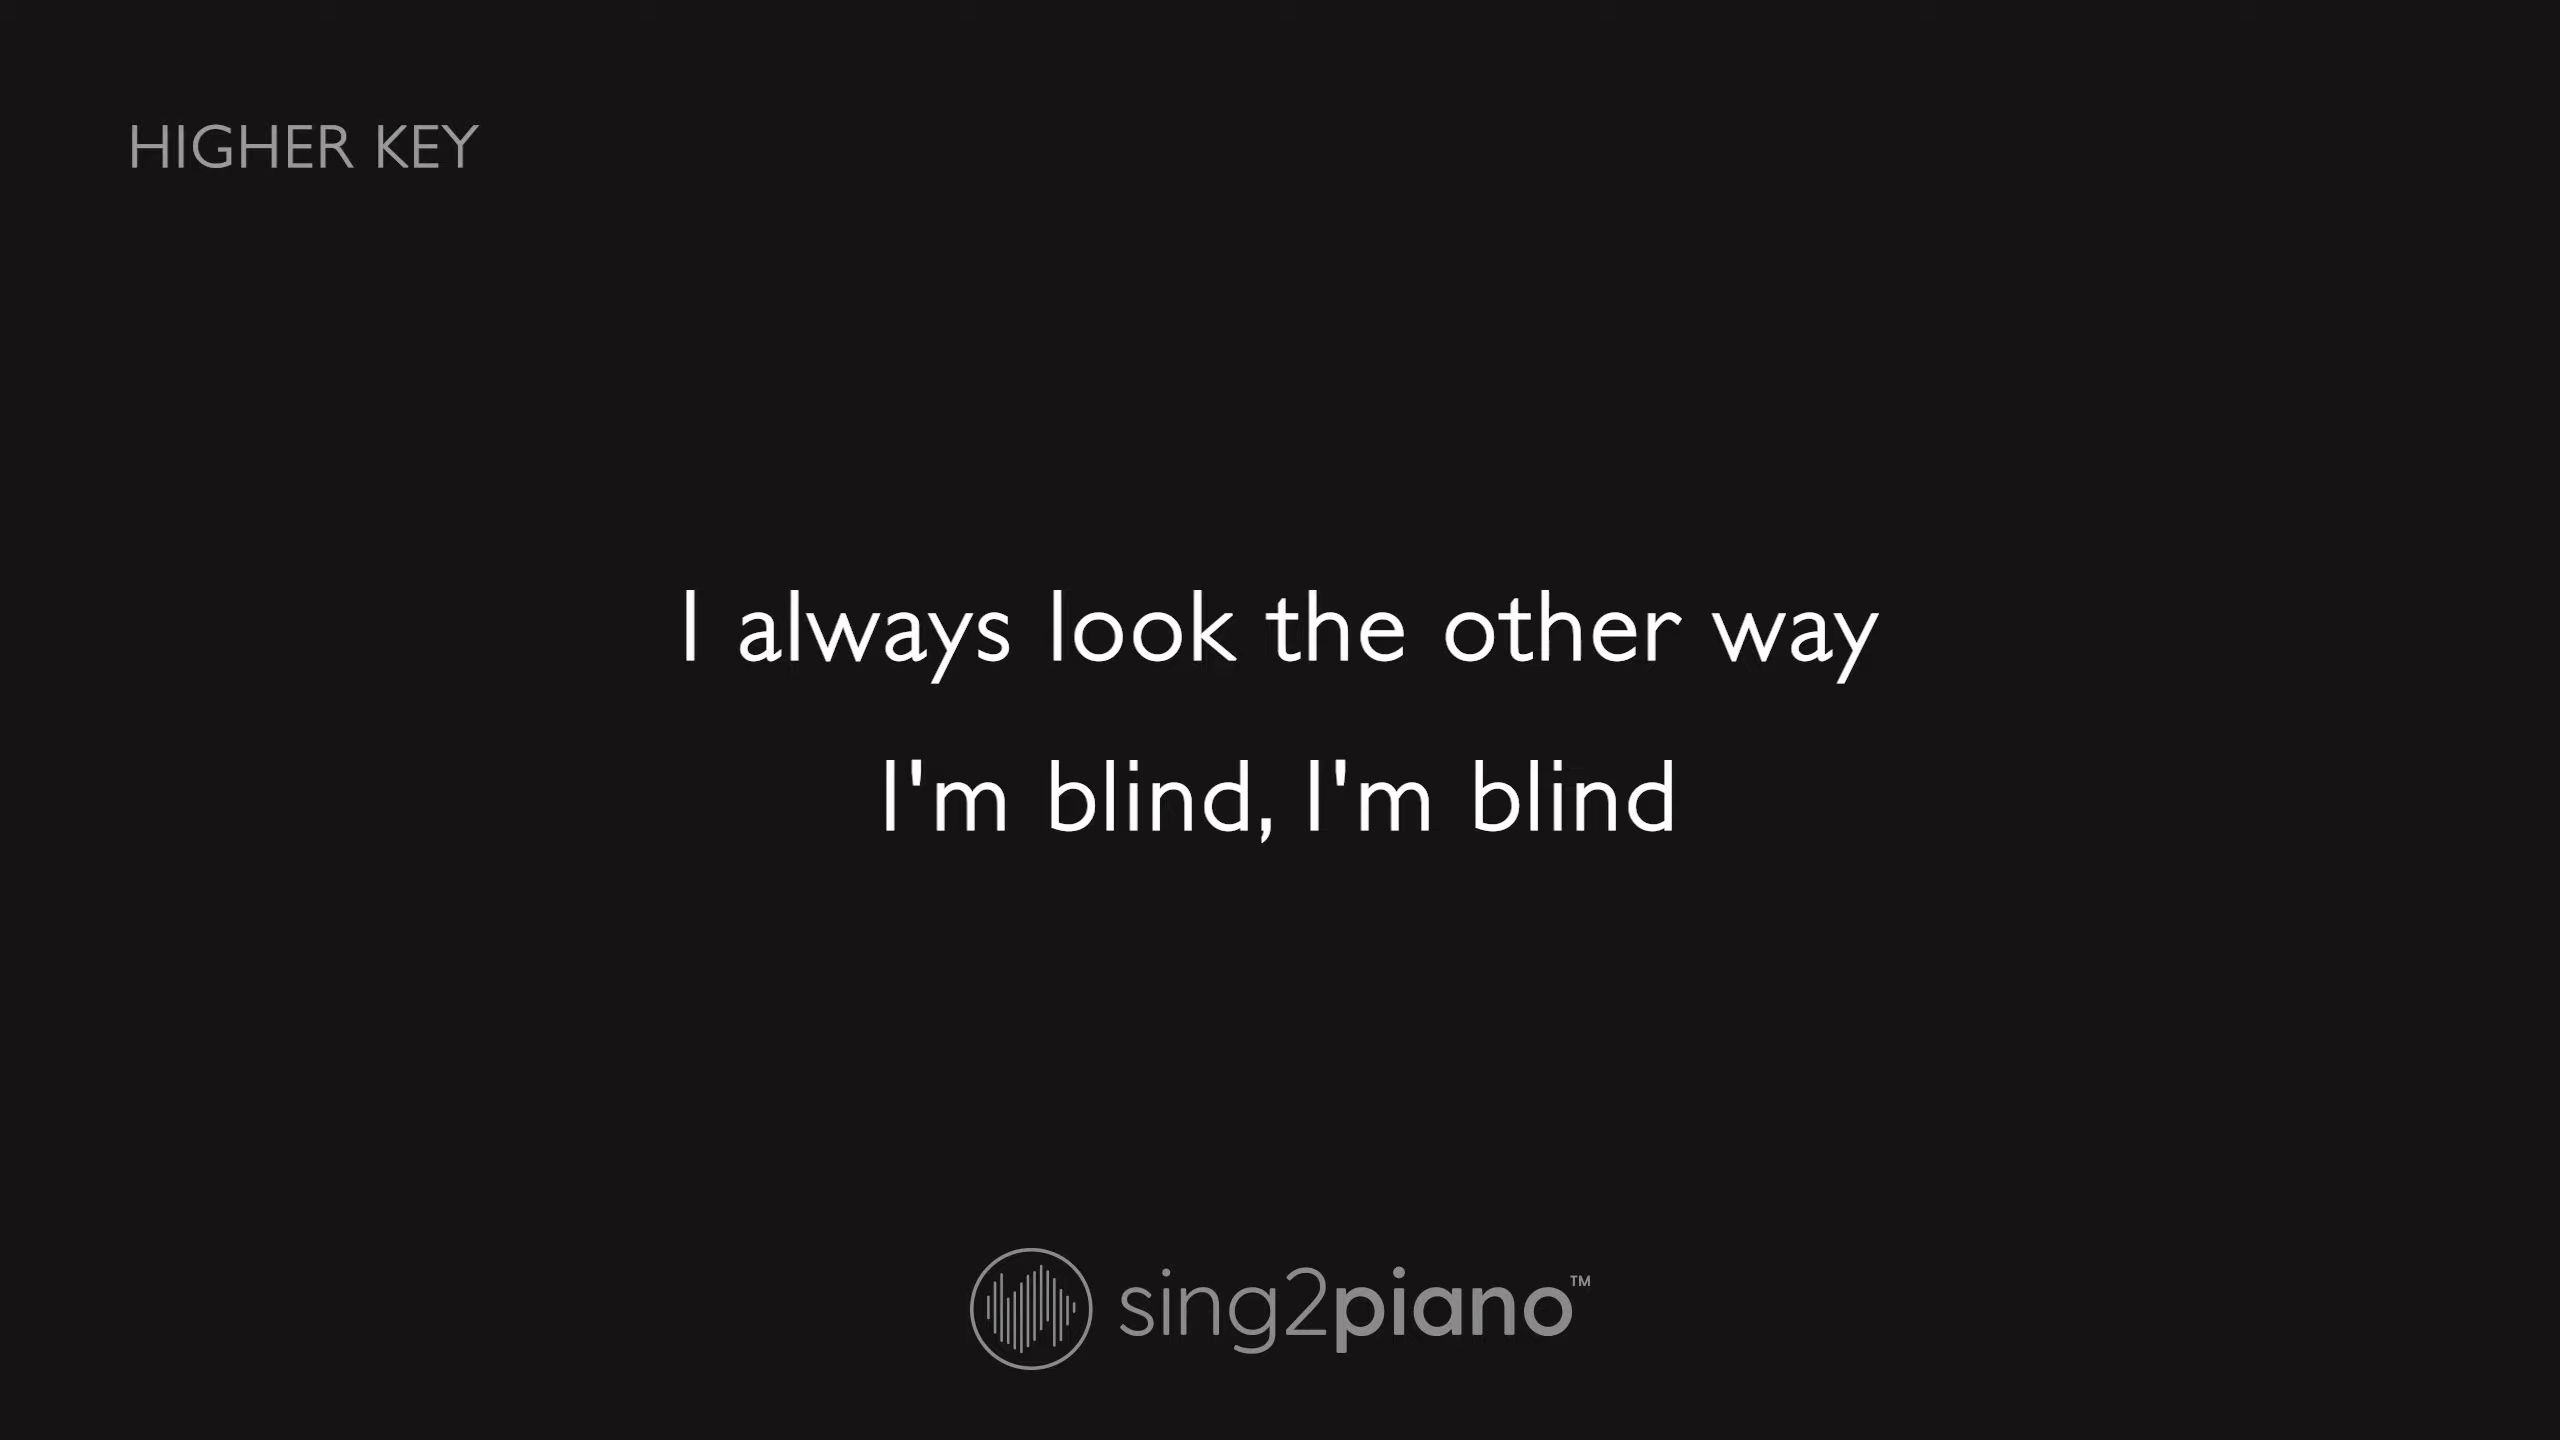 HIGHER KEY
I always look the other way
I'm blind, I'm blind
sing2piano™